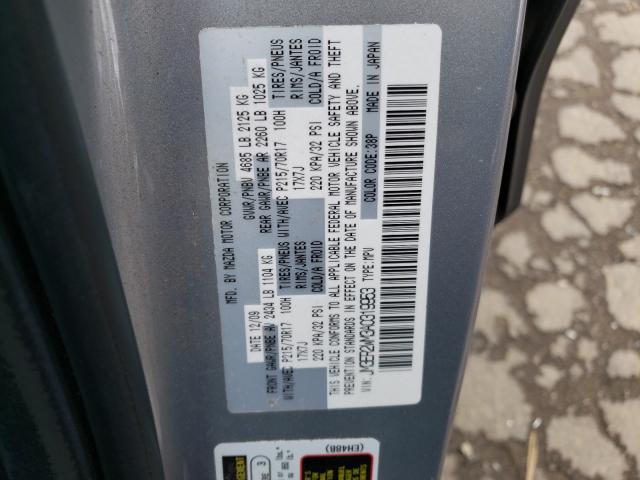 MFD. BY MAZDA MOTOR CORPORATION
DATE 12/09 GVWR/PNBV 4685 LB 2125 KG
FRONT GAWR/PNBE AV 2434 LB 1104 KG REAR GAWR/PNBE AR 2260 LB 1025 KG
WITH/AVEC P215/70R17 100H TIRES/PNEUS WITH/AVEC P215/70R17 100H TIRES/PNEUS
17X7J RIMS/JANTES 17X7J RIMS/JANTES
220 KPA/32 PSI COLD/A FROID 220 KPA/32 PSI COLD/A FROID
THIS VEHICLE CONFORMS TO ALL APPLICABLE FEDERAL MOTOR VEHICLE SAFETY AND THEFT
PREVENTION STANDARDS IN EFFECT ON THE DATE OF MANUFACTURE SHOWN ABOVE.
VIN: TYPE: MPV COLOR CODE: 38P MADE IN JAPAN
(EH48B)
3